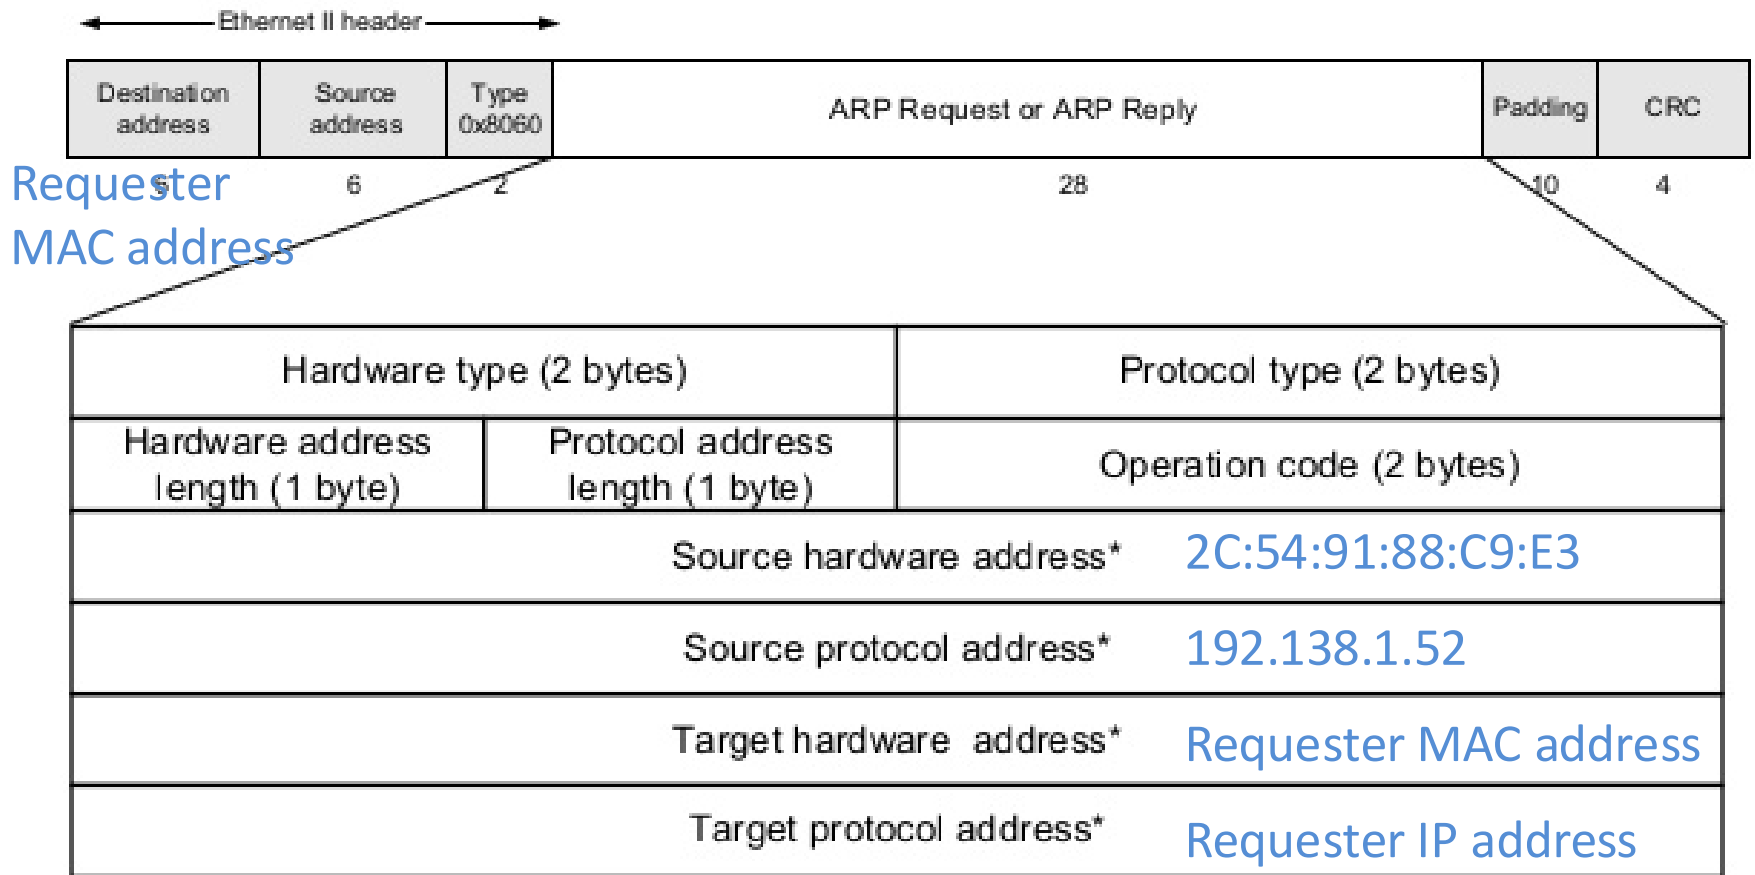 Ethernet II header
Destination
address
Source
address
Type
0x8060
ARP Request or ARP Reply
Padding
CRC
6
6
2
28
10
4
Requester
MAC address
Hardware type (2 bytes)
Protocol type (2 bytes)
Hardware address
length (1 byte)
Protocol address
length (1 byte)
Operation code (2 bytes)
Source hardware address*
2C:54:91:88:C9:E3
Source protocol address*
192.138.1.52
Target hardware address*
Requester MAC address
Target protocol address*
Requester IP address